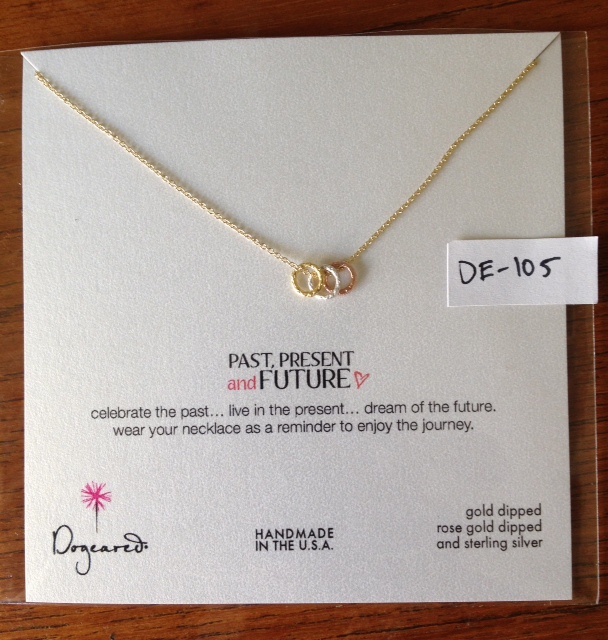 DE-105
PAST, PRESENT
and FUTURE
celebrate the past... live in the present... dream of the future.
wear your necklace as a reminder to enjoy the journey.
Dogeared.
HANDMADE
IN THE U.S.A.
gold dipped
rose gold dipped
and sterling silver